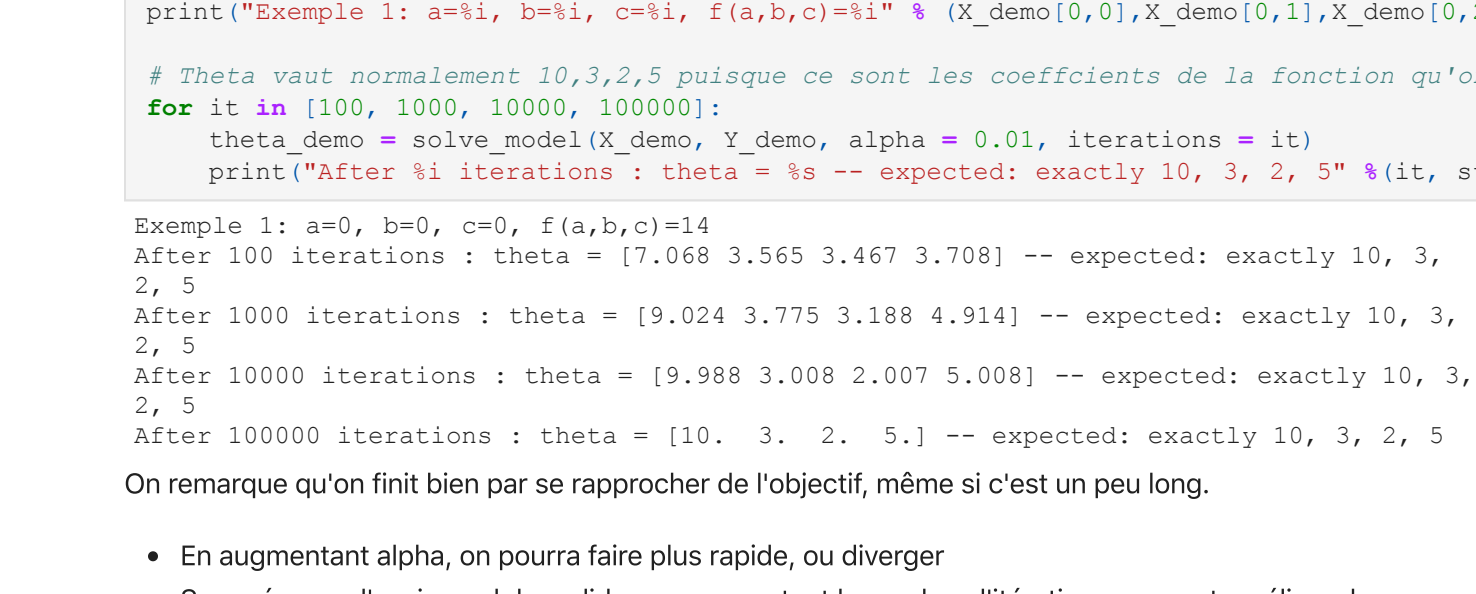 print("Exemple 1: a=%i, b=%i, c=%i, f(a,b,c)=%i" % (X_demo[0,0],X_demo[0,1],X_demo[0,
# Theta vaut normalement 10,3,2,5 puisque ce sont les coeffcients de la fonction
for it in [100, 1000, 10000, 100000]:
    theta_demo = solve_model(X_demo, Y_demo, alpha = 0.01, iterations = it)
    print("After %i iterations : theta = %s -- expected: exactly 10, 3, 2, 5" %(it,
Exemple 1: a=0, b=0, c=0, f(a,b,c)=14
After 100 iterations : theta = [7.068 3.565 3.467 3.708] -- expected: exactly 10, 3,
2, 5
After 1000 iterations : theta = [9.024 3.775 3.188 4.914] -- expected: exactly 10, 3,
2, 5
After 10000 iterations : theta = [9.988 3.008 2.007 5.008] -- expected: exactly 10, 3,
2, 5
After 100000 iterations : theta = [10.  3.  2.  5.] -- expected: exactly 10, 3, 2, 5
On remarque qu'on finit bien par se rapprocher de l'objectif, même si c'est un peu long.
• En augmentant alpha, on pourra faire plus rapide, ou diverger